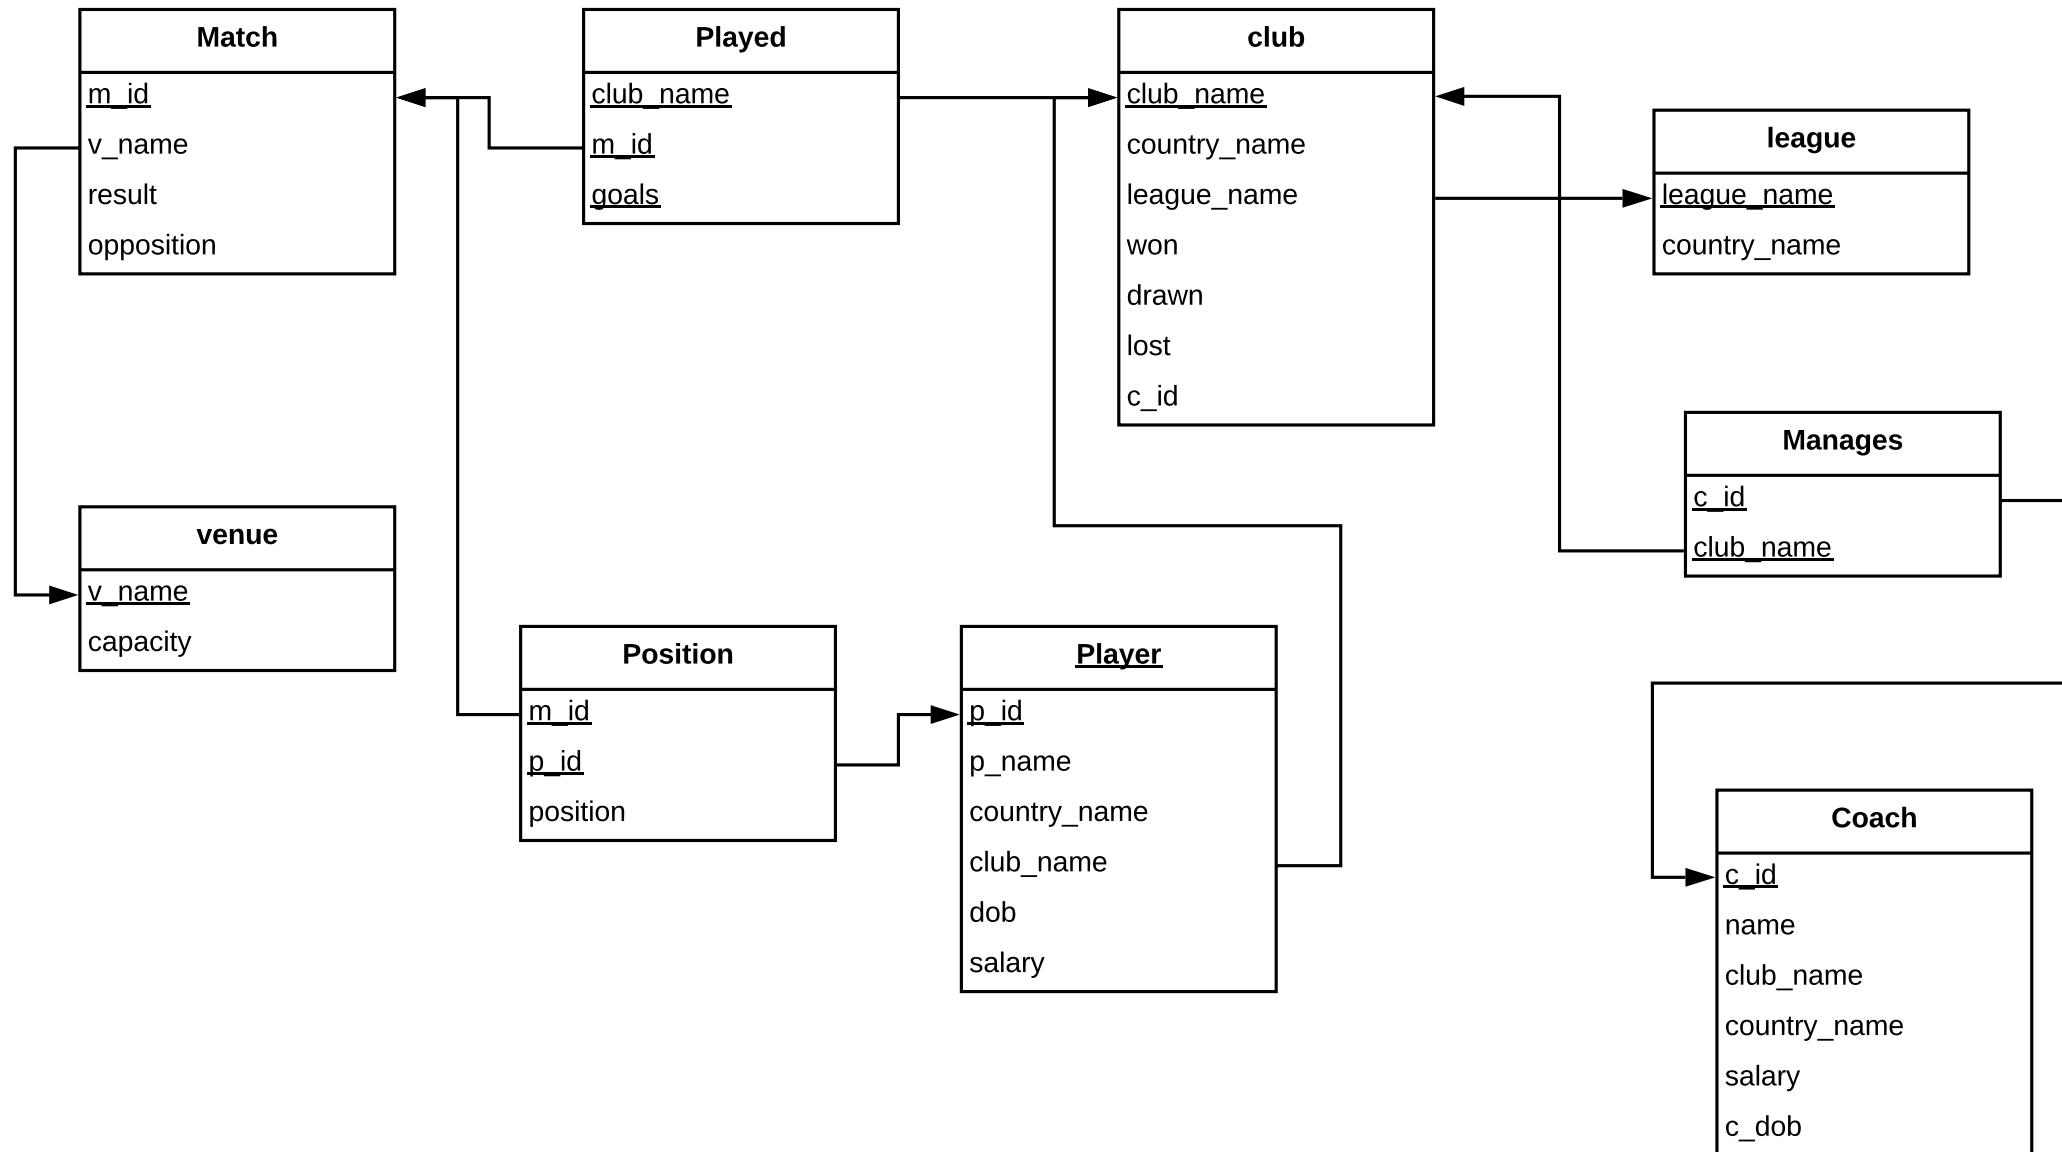 Match
m_id
v_name
result
opposition
Played
club_name
m_id
goals
club
club_name
country_name
league_name
won
drawn
lost
c_id
league
league_name
country_name
Manages
c_id
club_name
venue
v_name
capacity
Position
m_id
p_id
position
Player
p_id
p_name
country_name
club_name
dob
salary
Coach
c_id
name
club_name
country_name
salary
c_dob